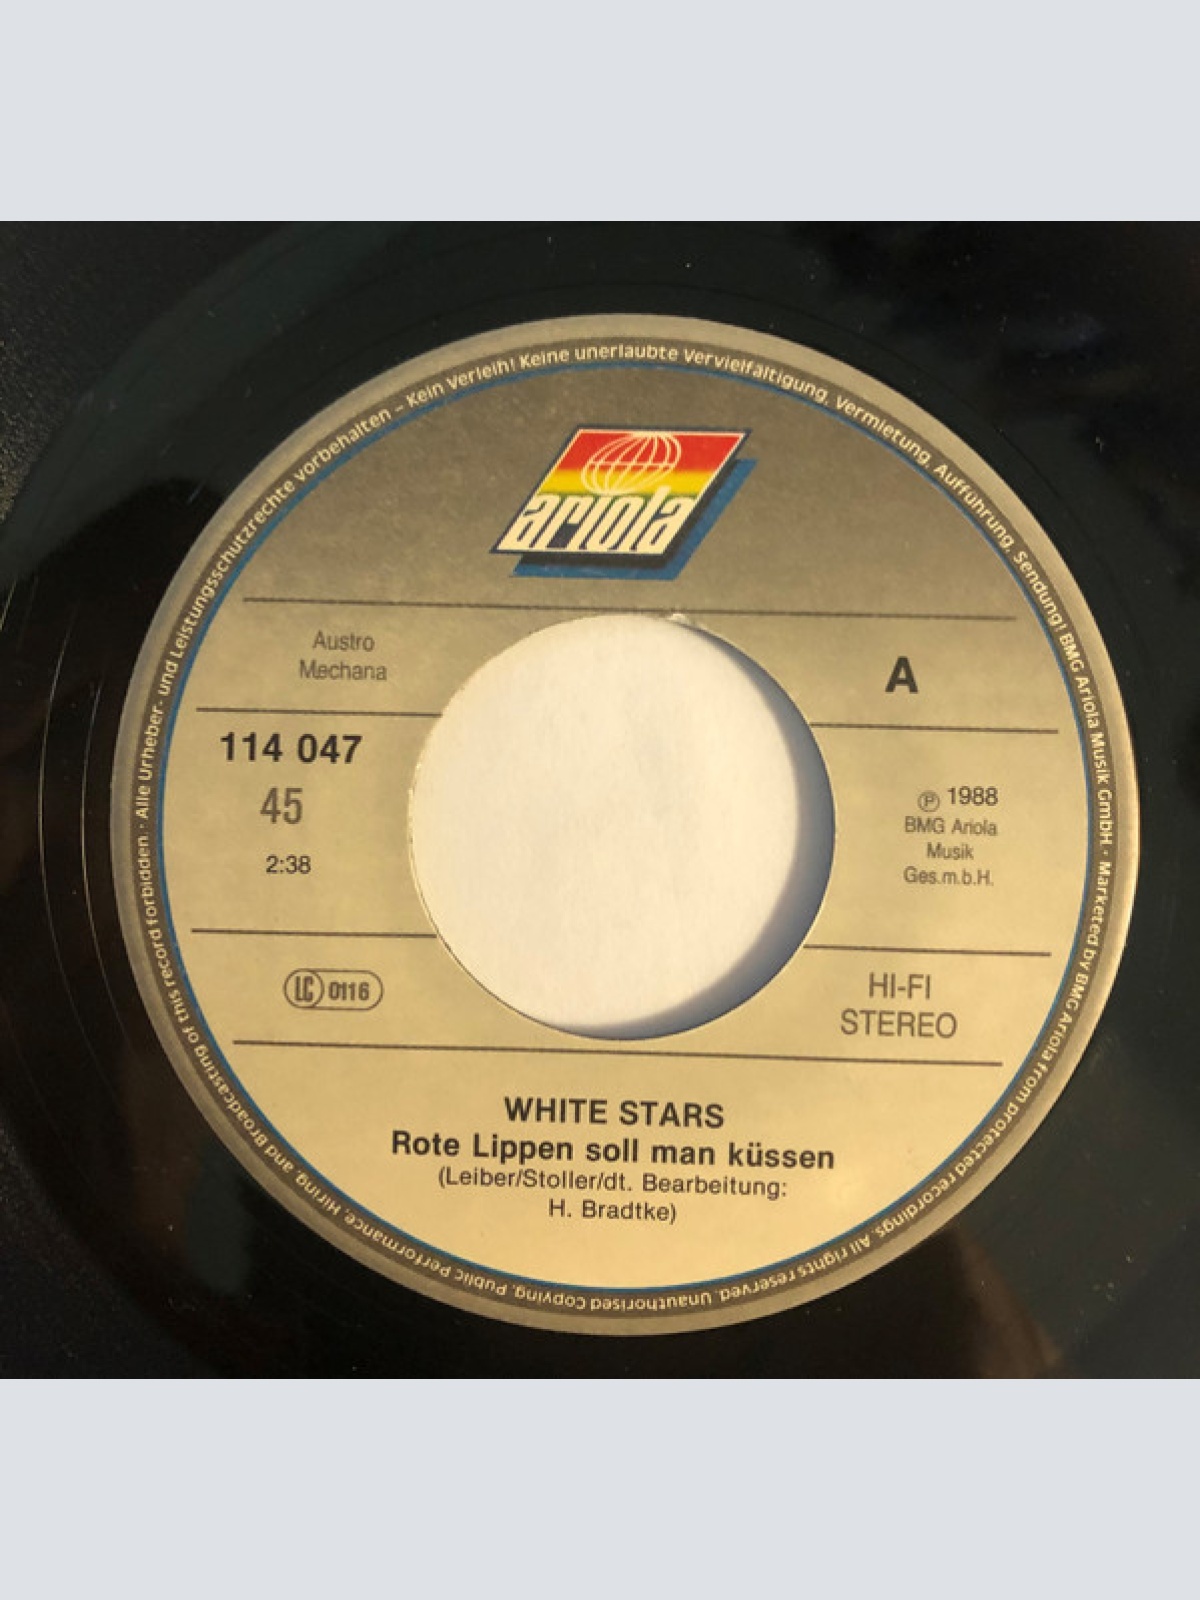 Alle Urheber- und Leistungsschutzrechte vorbehalten – Kein Verleih! Keine unerlaubte Vervielfältigung, Vermietung, Aufführung, Sendung! BMG Ariola Musik GmbH · Marketed by BMG Ariola from protected recordings. All rights reserved. Unauthorised Copying, Public Performance, Hiring, and Broadcasting of this record forbidden ·
ariola
Austro
Mechana
A
114 047
45
2:38
℗ 1988
BMG Ariola
Musik
Ges.m.b.H.
LC 0116
HI-FI
STEREO
WHITE STARS
Rote Lippen soll man küssen
(Leiber/Stoller/dt. Bearbeitung:
H. Bradtke)